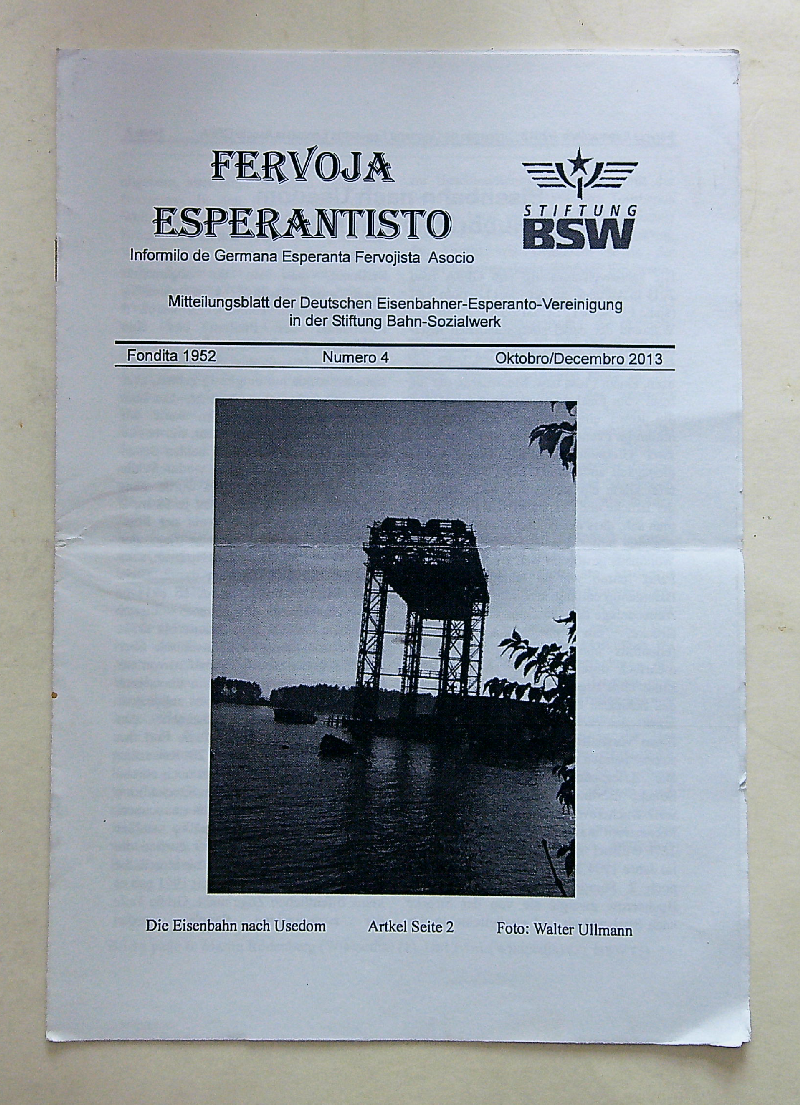 FERVOJA
ESPERANTISTO
Informilo de Germana Esperanta Fervojista Asocio
STIFTUNG
BSW
Mitteilungsblatt der Deutschen Eisenbahner-Esperanto-Vereinigung
in der Stiftung Bahn-Sozialwerk
Fondita 1952 Numero 4 Oktobro/Decembro 2013
Die Eisenbahn nach Usedom Artkel Seite 2 Foto: Walter Ullmann